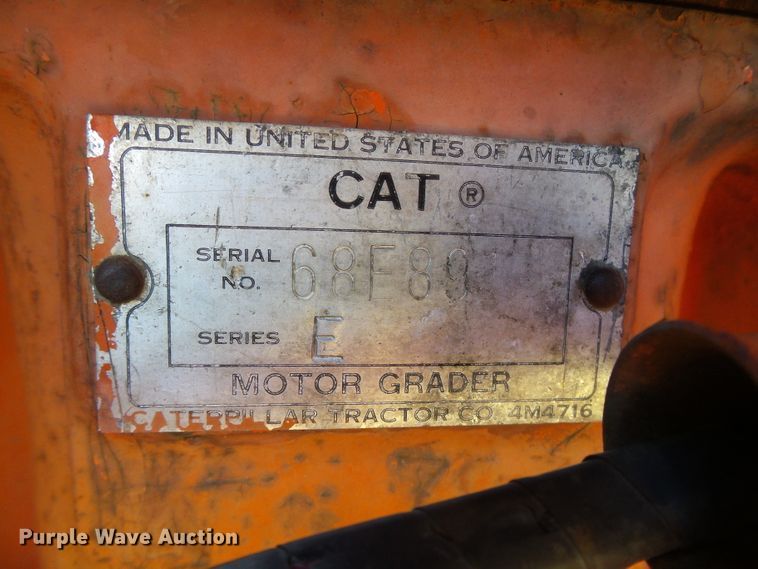 MADE IN UNITED STATES OF AMERICA
CAT ®
SERIAL NO. 68E89
SERIES E
MOTOR GRADER
CATERPILLAR TRACTOR CO. 4M4716
Purple Wave Auction®